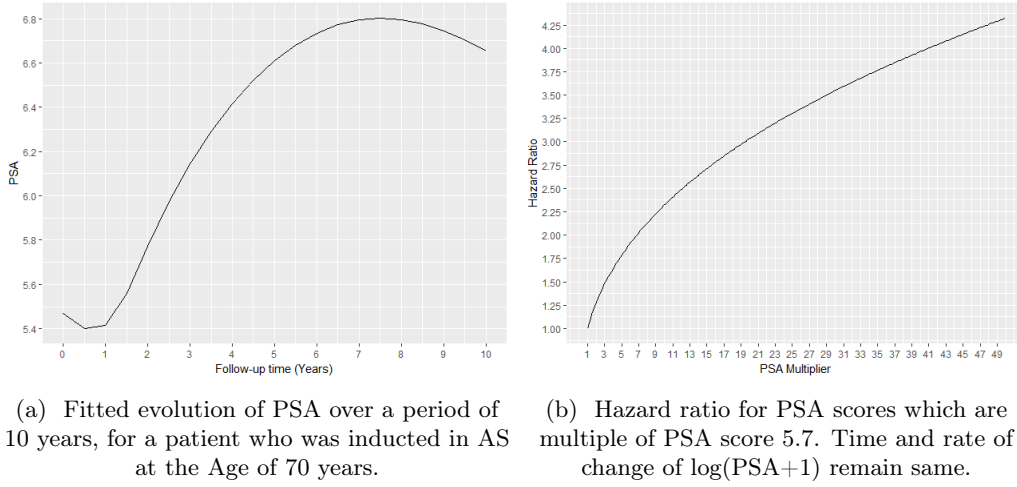 6.8
6.6
6.4
6.2
6.0
5.8
5.6
5.4
PSA
0 1 2 3 4 5 6 7 8 9 10
Follow-up time (Years)
(a) Fitted evolution of PSA over a period of
10 years, for a patient who was inducted in AS
at the Age of 70 years.
4.25
4.00
3.75
3.50
3.25
3.00
2.75
2.50
2.25
2.00
1.75
1.50
1.25
1.00
Hazard Ratio
1 3 5 7 9 11 13 15 17 19 21 23 25 27 29 31 33 35 37 39 41 43 45 47 49
PSA Multiplier
(b) Hazard ratio for PSA scores which are
multiple of PSA score 5.7. Time and rate of
change of log(PSA+1) remain same.